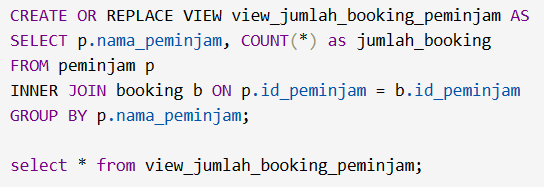 CREATE OR REPLACE VIEW view_jumlah_booking_peminjam AS
SELECT p.nama_peminjam, COUNT(*) as jumlah_booking
FROM peminjam p
INNER JOIN booking b ON p.id_peminjam = b.id_peminjam
GROUP BY p.nama_peminjam;

select * from view_jumlah_booking_peminjam;